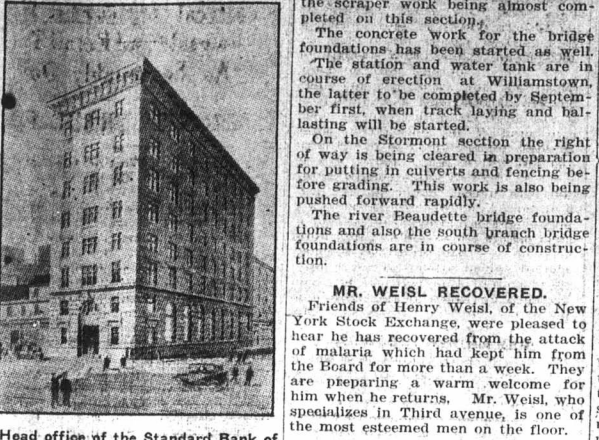 the scraper work being almost com-
pleted on this section.
The concrete work for the bridge
foundations has been started as well.
The station and water tank are in
course of erection at Williamstown,
the latter to be completed by Septem-
ber first, when track laying and bal-
lasting will be started.
On the Stormont section the right
of way is being cleared in preparation
for putting in culverts and fencing be-
fore grading. This work is also being
pushed forward rapidly.
The river Beaudette bridge founda-
tions and also the south branch bridge
foundations are in course of construc-
tion.
MR. WEISL RECOVERED.
Friends of Henry Weisl, of the New
York Stock Exchange, were pleased to
hear he has recovered from the attack
of malaria which had kept him from
the Board for more than a week. They
are preparing a warm welcome for
him when he returns. Mr. Weisl, who
specializes in Third avenue, is one of
the most esteemed men on the floor.
Head office of the Standard Bank of